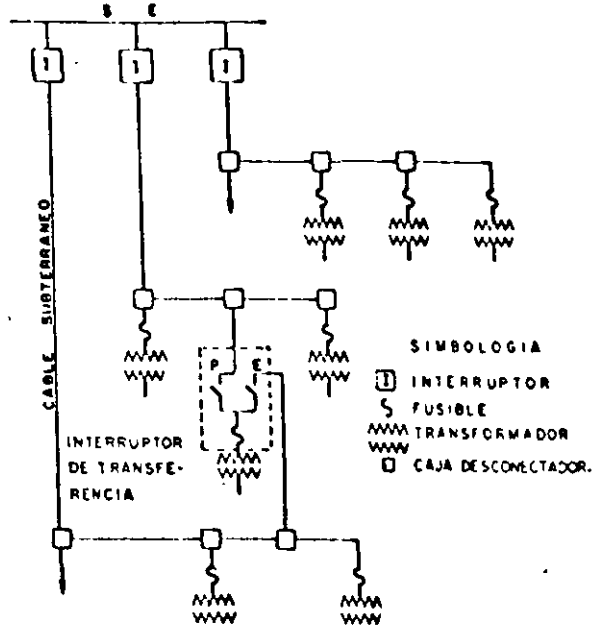 S E
I I I
CABLE SUBTERRANEO
P E
INTERRUPTOR
DE TRANSFE-
RENCIA
SIMBOLOGIA
I INTERRUPTOR
FUSIBLE
TRANSFORMADOR
CAJA DESCONECTADOR.